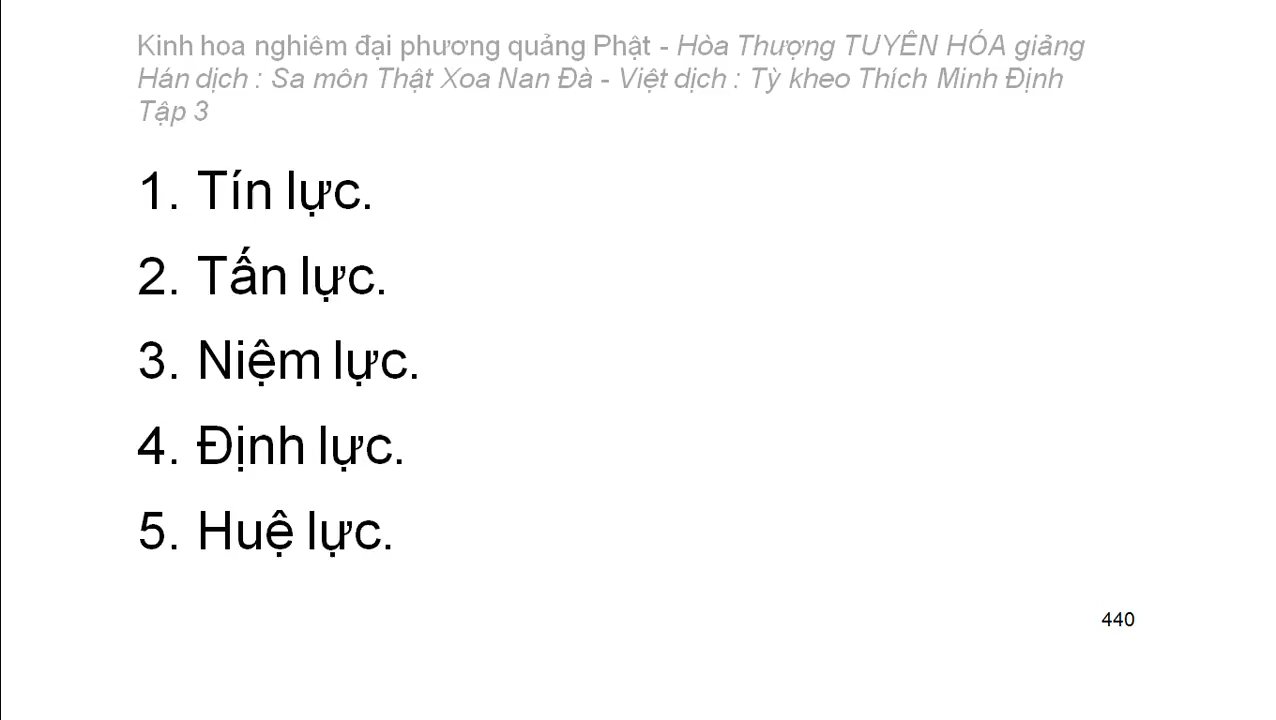 Kinh hoa nghiêm đại phương quảng Phật - Hòa Thượng TUYÊN HÓA giảng
Hán dịch : Sa môn Thật Xoa Nan Đà - Việt dịch : Tỳ kheo Thích Minh Định
Tập 3
1. Tín lực.
2. Tấn lực.
3. Niệm lực.
4. Định lực.
5. Huệ lực.
440